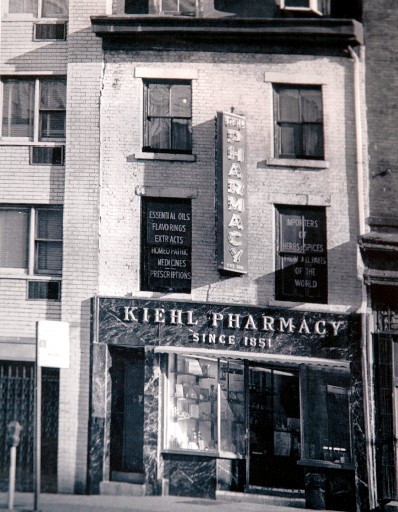 PHARMACY
ESSENTIAL OILS
FLAVORINGS
EXTRACTS
HOMEOPATHIC
MEDICINES
PRESCRIPTIONS
IMPORTERS
OF
HERBS-SPICES
FROM ALL PARTS
OF THE
WORLD
KIEHL PHARMACY
SINCE 1851